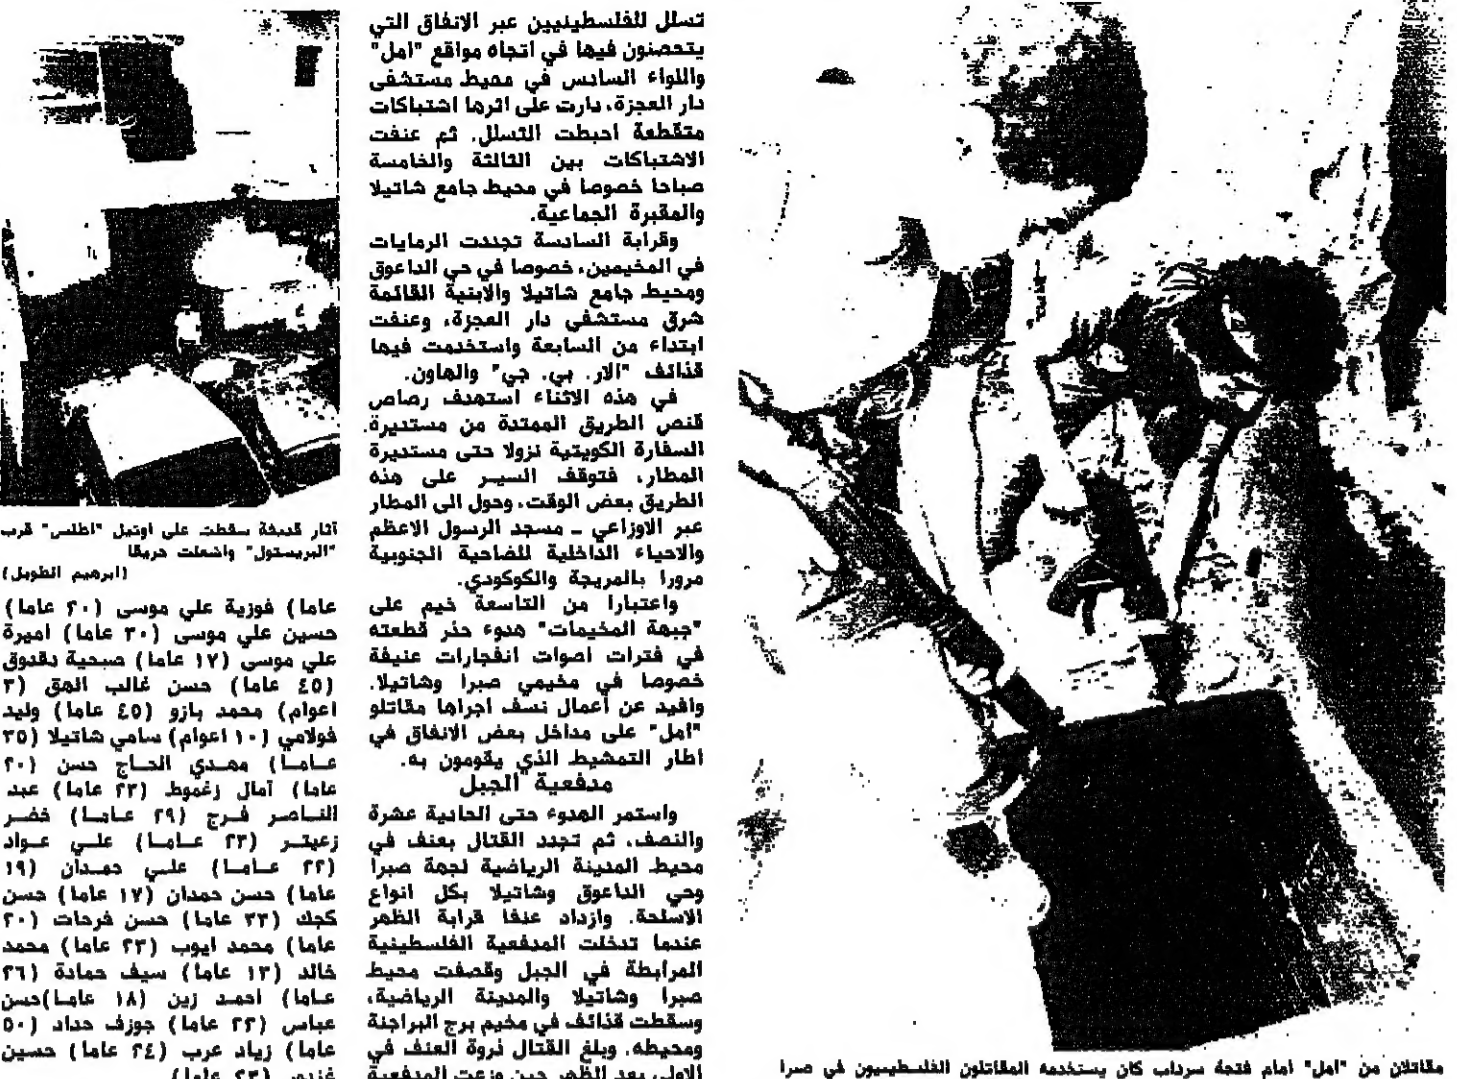 مقاتلان من "امل" امام فتحة سرداب كان يستخدمه المقاتلون الفلسطينيون في صبرا
تسلل للفلسطينيين عبر الانفاق التي
يتحصنون فيها في اتجاه مواقع "امل"
واللواء السادس في محيط مستشفى
دار العجزة، دارت على اثرها اشتباكات
متقطعة احبطت التسلل. ثم عنفت
الاشتباكات بين الثالثة والخامسة
صباحا خصوصا في محيط جامع شاتيلا
والمقبرة الجماعية.
وقرابة السادسة تجددت الرمايات
في المخيمين، خصوصا في حي الداعوق
ومحيط جامع شاتيلا والابنية القائمة
شرق مستشفى دار العجزة، وعنفت
ابتداء من السابعة واستخدمت فيها
قذائف "الار. بي. جي" والهاون.
في هذه الاثناء استهدف رصاص
قنص الطريق الممتدة من مستديرة
السفارة الكويتية نزولا حتى مستديرة
المطار، فتوقف السير على هذه
الطريق بعض الوقت، وحول الى المطار
عبر الاوزاعي – مسجد الرسول الاعظم
والاحياء الداخلية للضاحية الجنوبية
مرورا بالمريجة والكوكودي.
واعتبارا من التاسعة خيم على
"جبهة المخيمات" هدوء حذر قطعته
في فترات اصوات انفجارات عنيفة
خصوصا في مخيمي صبرا وشاتيلا.
وافيد عن أعمال نسف اجراها مقاتلو
"امل" على مداخل بعض الانفاق في
اطار التمشيط الذي يقومون به.
مدفعية الجبل
واستمر الهدوء حتى الحادية عشرة
والنصف، ثم تجدد القتال بعنف في
محيط المدينة الرياضية لجهة صبرا
وحي الداعوق وشاتيلا بكل انواع
الاسلحة. وازداد عنفا قرابة الظهر
عندما تدخلت المدفعية الفلسطينية
المرابطة في الجبل وقصفت محيط
صبرا وشاتيلا والمدينة الرياضية،
وسقطت قذائف في مخيم برج البراجنة
ومحيطه. وبلغ القتال ذروة العنف في
الاولى بعد الظهر حين وزعت المدفعية
آثار قذيفة سقطت على اوتيل "اطلس" قرب
"البريستول" واشعلت حريقا
(ابرهيم الطويل)
عاما) فوزية علي موسى (٢٠ عاما)
حسين علي موسى (٣٠ عاما) اميرة
علي موسى (١٧ عاما) صبحية دقدوق
(٤٥ عاما) حسن غالب الحق (٣
اعوام) محمد بازو (٤٥ عاما) وليد
فولامي (١٠ اعوام) سامي شاتيلا (٣٥
عاما) مهدي الحاج حسن (٢٠
عاما) آمال زغموط (٢٣ عاما) عبد
الناصر فرج (٢٩ عاما) خضر
زعيتر (٢٣ عاما) علي عواد
(٢٢ عاما) علي حمدان (١٩
عاما) حسن حمدان (١٧ عاما) حسن
كجك (٣٣ عاما) حسن فرحات (٢٠
عاما) محمد ايوب (٢٣ عاما) محمد
خالد (١٣ عاما) سيف حمادة (٢٦
عاما) احمد زين (١٨ عاما)حسن
عباس (٢٢ عاما) جوزف حداد (٥٠
عاما) زياد عرب (٢٤ عاما) حسين
(٢٣ عاما)